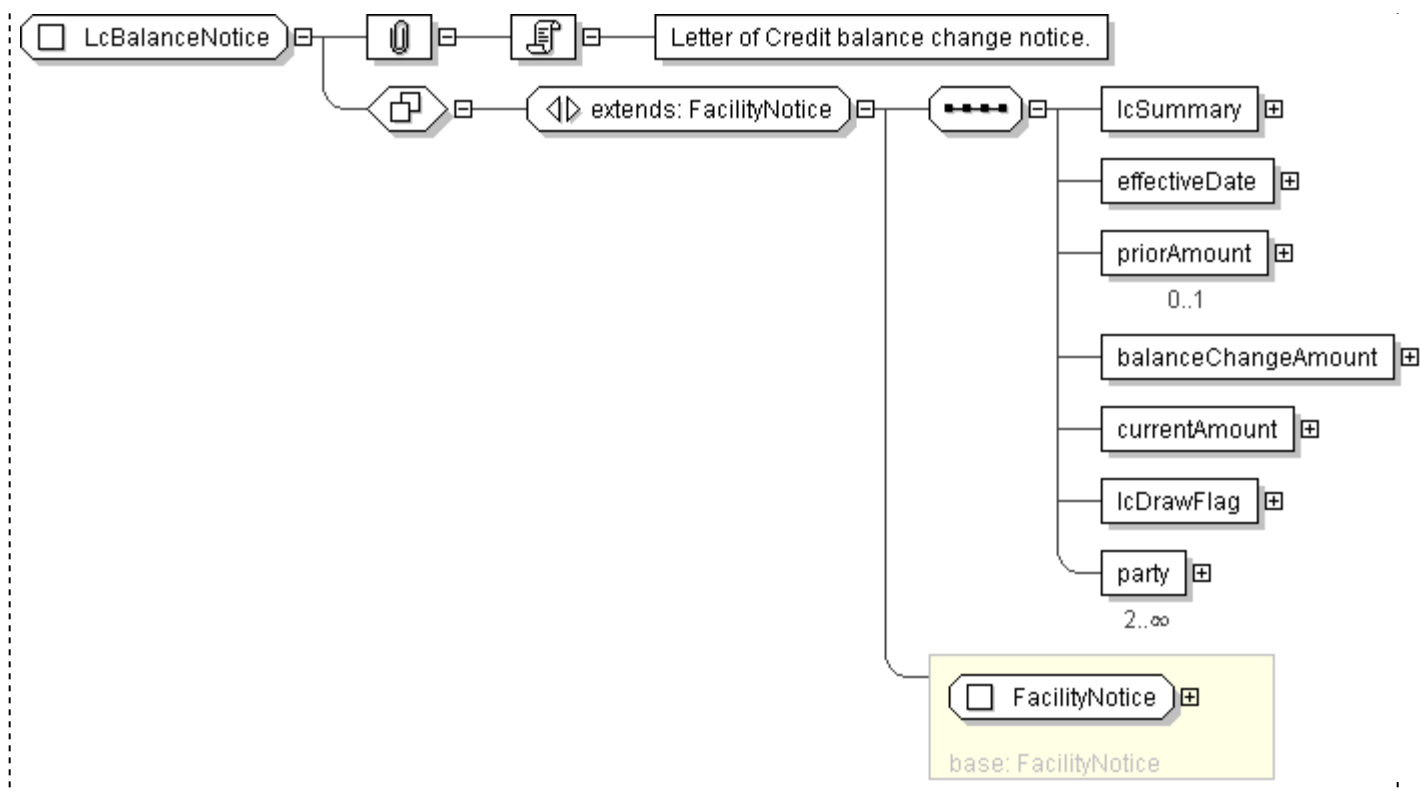 LcBalanceNotice
Letter of Credit balance change notice.
extends: FacilityNotice
lcSummary
effectiveDate
priorAmount
0..1
balanceChangeAmount
currentAmount
lcDrawFlag
party
2..∞
FacilityNotice
base: FacilityNotice